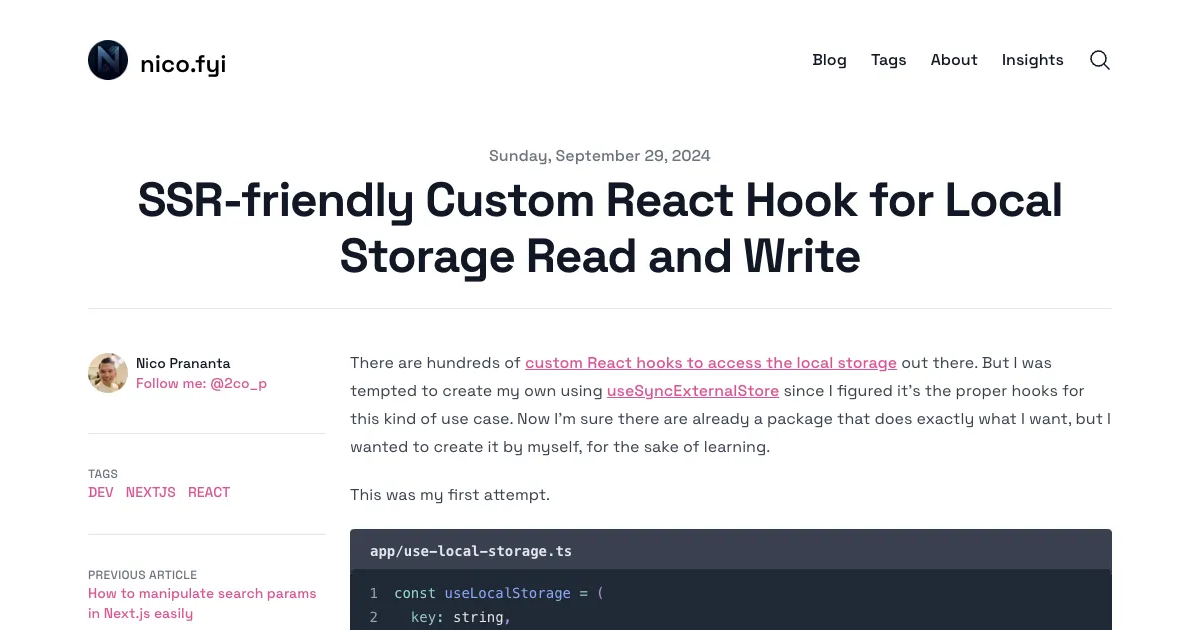 nico.fyi
Blog Tags About Insights
Sunday, September 29, 2024
SSR-friendly Custom React Hook for Local
Storage Read and Write
Nico Prananta
Follow me: @2co_p
TAGS
DEV NEXTJS REACT
PREVIOUS ARTICLE
How to manipulate search params
in Next.js easily
There are hundreds of custom React hooks to access the local storage out there. But I was
tempted to create my own using useSyncExternalStore since I figured it's the proper hooks for
this kind of use case. Now I'm sure there are already a package that does exactly what I want, but I
wanted to create it by myself, for the sake of learning.
This was my first attempt.
app/use-local-storage.ts
1 const useLocalStorage = (
2 key: string,